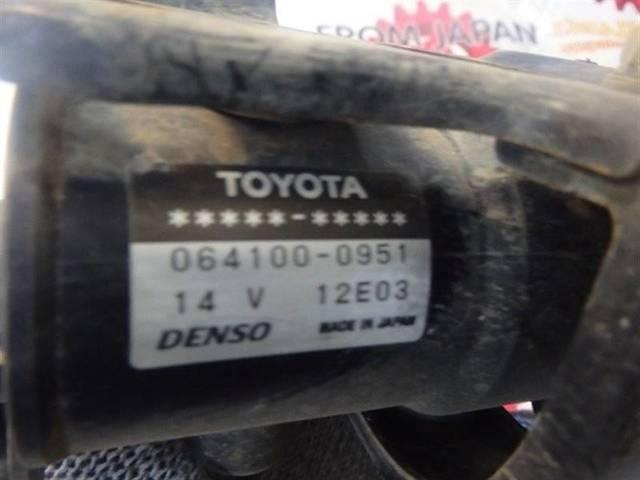 FROM JAPAN
TOYOTA
*****-*****
064100-0951
14 V 12E03
DENSO MADE IN JAPAN